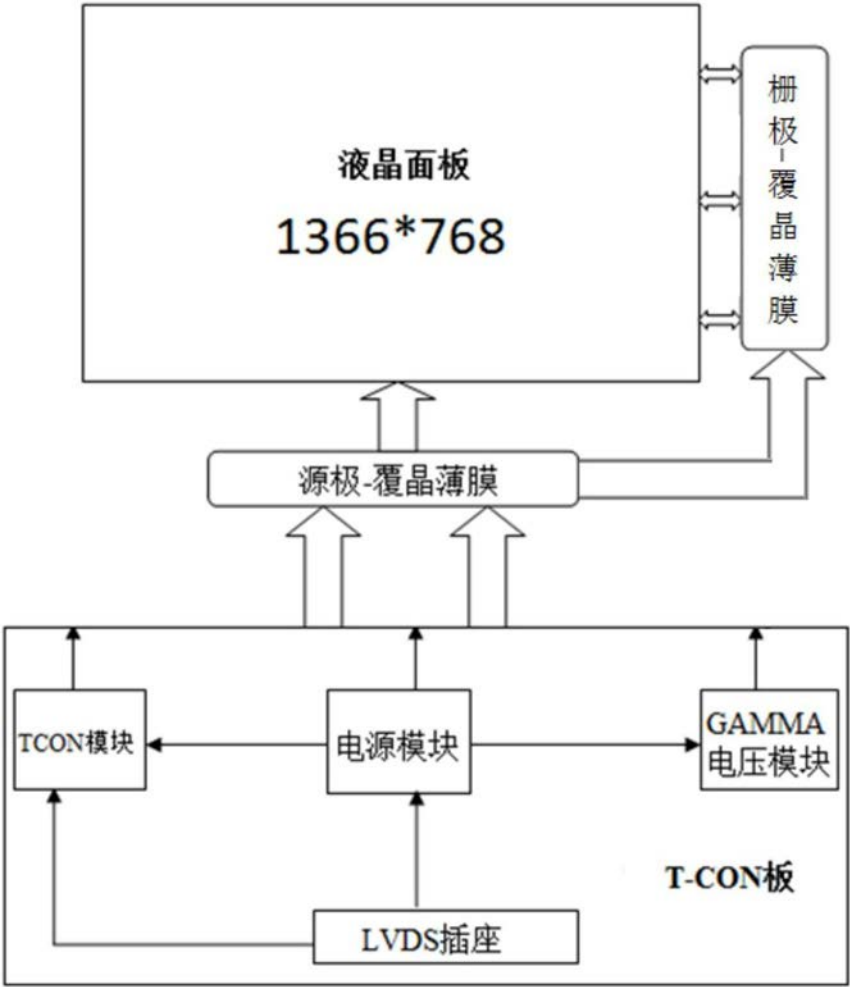 液晶面板
1366*768
栅极-覆晶薄膜
源极-覆晶薄膜
TCON模块
电源模块
GAMMA
电压模块
T-CON板
LVDS插座